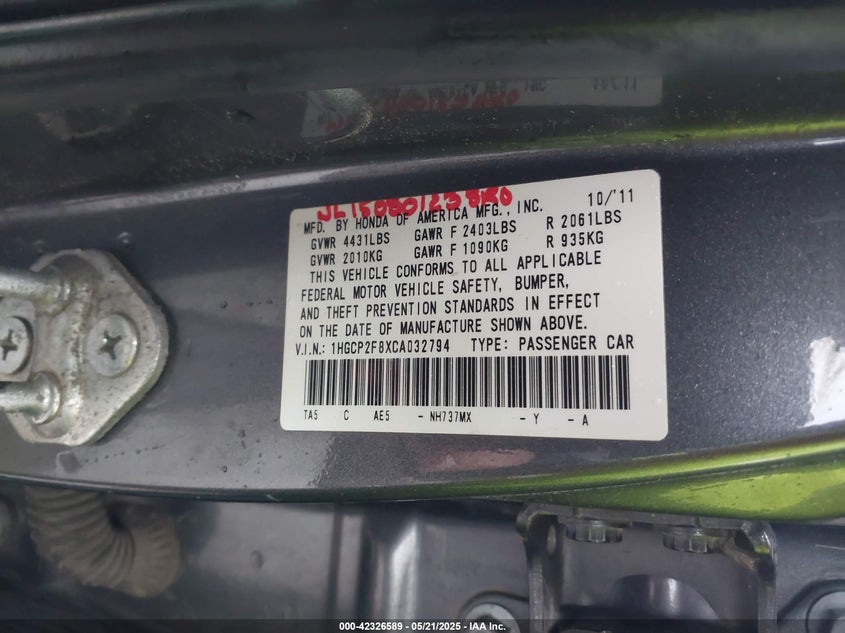 10/'11
MFD. BY HONDA OF AMERICA MFG., INC.
GVWR 4431LBS GAWR F 2403LBS R 2061LBS
GVWR 2010KG GAWR F 1090KG R 935KG
THIS VEHICLE CONFORMS TO ALL APPLICABLE
FEDERAL MOTOR VEHICLE SAFETY, BUMPER,
AND THEFT PREVENTION STANDARDS IN EFFECT
ON THE DATE OF MANUFACTURE SHOWN ABOVE.
V.I.N.: 1HGCP2F8XCA032794 TYPE: PASSENGER CAR
TA5 C AE5 - NH737MX - Y - A
000-42326589 - 05/21/2025 - IAA Inc.